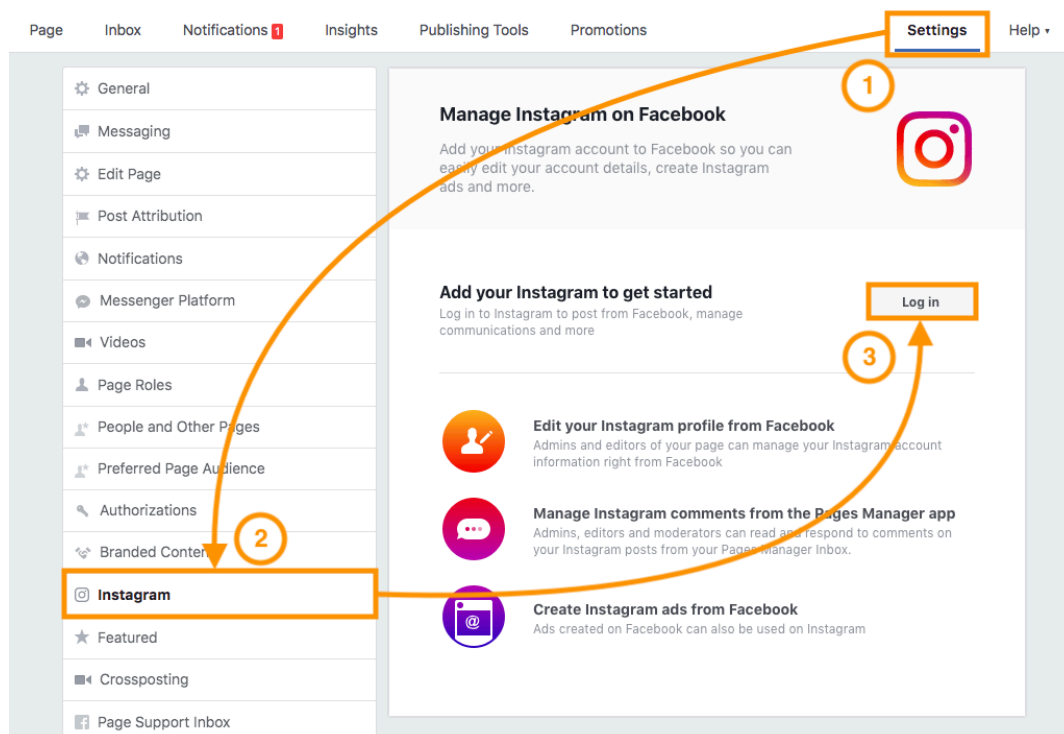 Page Inbox Notifications 1 Insights Publishing Tools Promotions Settings Help
1
General
Messaging
Edit Page
Post Attribution
Notifications
Messenger Platform
Videos
Page Roles
People and Other Pages
Preferred Page Audience
Authorizations
Branded Content
2
Instagram
Featured
Crossposting
Page Support Inbox
Manage Instagram on Facebook
Add your Instagram account to Facebook so you can
easily edit your account details, create Instagram
ads and more.
Add your Instagram to get started
Log in to Instagram to post from Facebook, manage
communications and more
Log in
3
Edit your Instagram profile from Facebook
Admins and editors of your page can manage your Instagram account
information right from Facebook
Manage Instagram comments from the Pages Manager app
Admins, editors and moderators can read and respond to comments on
your Instagram posts from your Pages Manager Inbox.
@
Create Instagram ads from Facebook
Ads created on Facebook can also be used on Instagram